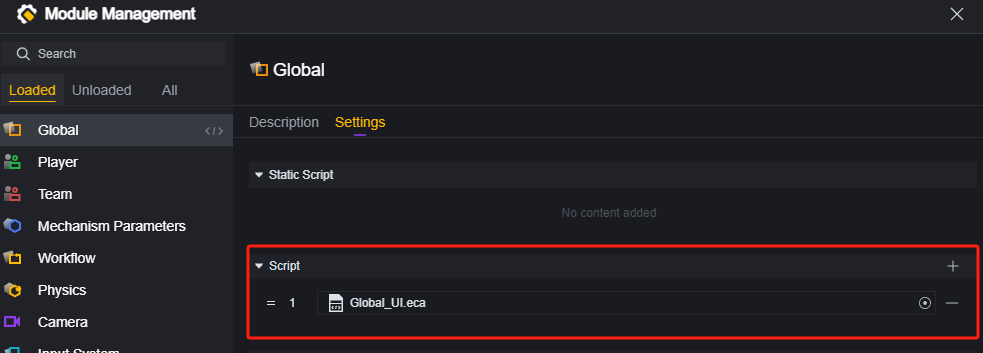 Module Management
Search
Loaded Unloaded All
Global
Player
Team
Mechanism Parameters
Workflow
Physics
Camera
Input System
Global
Description Settings
Static Script
No content added
Script
1 Global_UI.eca